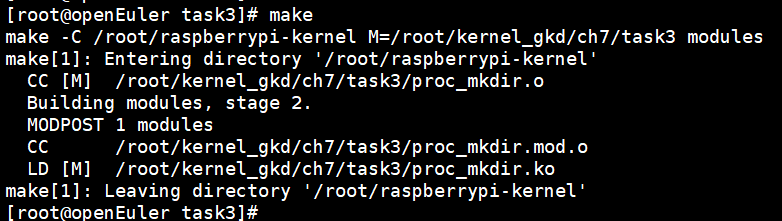 [root@openEuler task3]# make
make -C /root/raspberrypi-kernel M=/root/kernel_gkd/ch7/task3 modules
make[1]: Entering directory '/root/raspberrypi-kernel'
  CC [M]  /root/kernel_gkd/ch7/task3/proc_mkdir.o
  Building modules, stage 2.
  MODPOST 1 modules
  CC      /root/kernel_gkd/ch7/task3/proc_mkdir.mod.o
  LD [M]  /root/kernel_gkd/ch7/task3/proc_mkdir.ko
make[1]: Leaving directory '/root/raspberrypi-kernel'
[root@openEuler task3]#